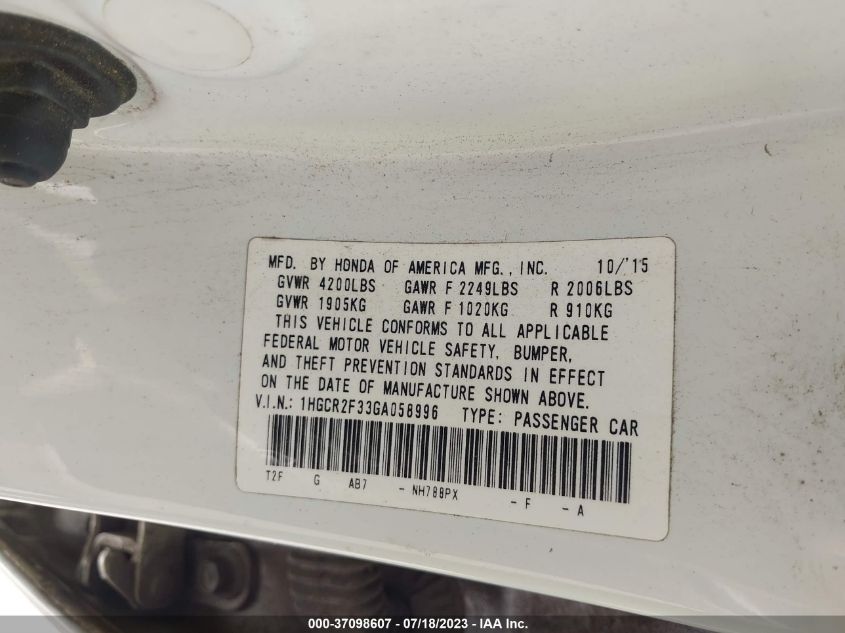 MFD. BY HONDA OF AMERICA MFG., INC. 10/'15
GVWR 4200LBS GAWR F 2249LBS R 2006LBS
GVWR 1905KG GAWR F 1020KG R 910KG
THIS VEHICLE CONFORMS TO ALL APPLICABLE
FEDERAL MOTOR VEHICLE SAFETY, BUMPER,
AND THEFT PREVENTION STANDARDS IN EFFECT
ON THE DATE OF MANUFACTURE SHOWN ABOVE.
V.I.N.: 1HGCR2F33GA058996 TYPE: PASSENGER CAR
T2F G AB7 - NH788PX - F - A
000-37098607 / 07/18/2023 - IAA Inc.